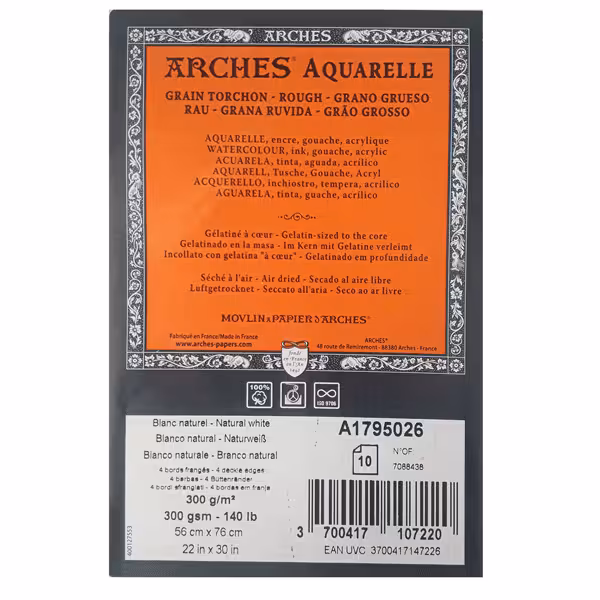 ARCHES® AQUARELLE
GRAIN TORCHON - ROUGH - GRANO GRUESO
RAU - GRANA RUVIDA - GRÃO GROSSO
AQUARELLE, encre, gouache, acrylique
WATERCOLOUR, ink, gouache, acrylic
ACUARELA, tinta, aguada, acrílico
AQUARELL, Tusche, Gouache, Acryl
ACQUERELLO, inchiostro, tempera, acrilico
AGUARELA, tinta, guache, acrílico
Gélatiné à cœur - Gelatin-sized to the core
Gelatinado en la masa - Im Kern mit Gelatine verleimt
Incollato con gelatina "à cœur" - Gelatinado em profundidade
Séché à l'air - Air dried - Secado al aire libre
Luftgetrocknet - Seccato all'aria - Seco ao ar livre
MOVLIN A PAPIER D'ARCHES®
Fabriqué en France/Made in France
www.arches-papers.com
ARCHES®
48 route de Remiremont - 88380 Arches - France
100%
ISO 9706
Blanc naturel - Natural white
Blanco natural - Naturweiß
Blanco naturale - Branco natural
4 bords frangés - 4 deckle edges
4 barbas - 4 Büttenränder
4 bordi sfrangiati - 4 bordas em franja
300 g/m²
300 gsm - 140 lb
56 cm x 76 cm
22 in x 30 in
400127553
A1795026
10
N°OF
7088438
3 700417 107220
EAN UVC 3700417147226